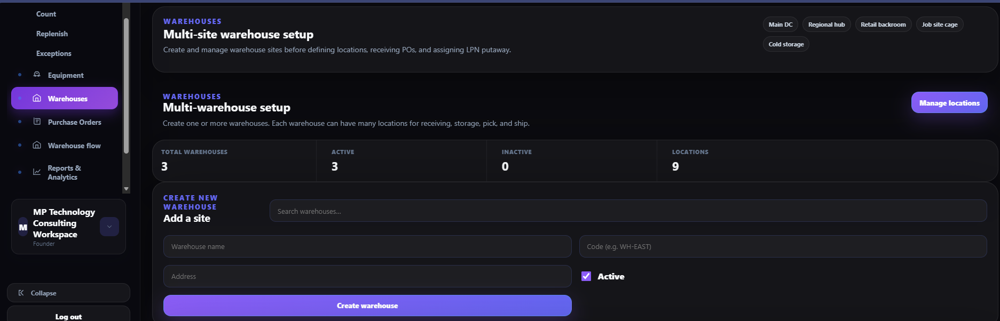 Count
Replenish
Exceptions
Equipment
Warehouses
Purchase Orders
Warehouse flow
Reports &
Analytics
M
MP Technology
Consulting
Workspace
Founder
Collapse
Log out
WAREHOUSES
Multi-site warehouse setup
Create and manage warehouse sites before defining locations, receiving POs, and assigning LPN putaway.
Main DC
Regional hub
Retail backroom
Job site cage
Cold storage
WAREHOUSES
Multi-warehouse setup
Create one or more warehouses. Each warehouse can have many locations for receiving, storage, pick, and ship.
Manage locations
TOTAL WAREHOUSES
3
ACTIVE
3
INACTIVE
0
LOCATIONS
9
CREATE NEW
WAREHOUSE
Add a site
Search warehouses...
Warehouse name
Code (e.g. WH-EAST)
Address
Active
Create warehouse